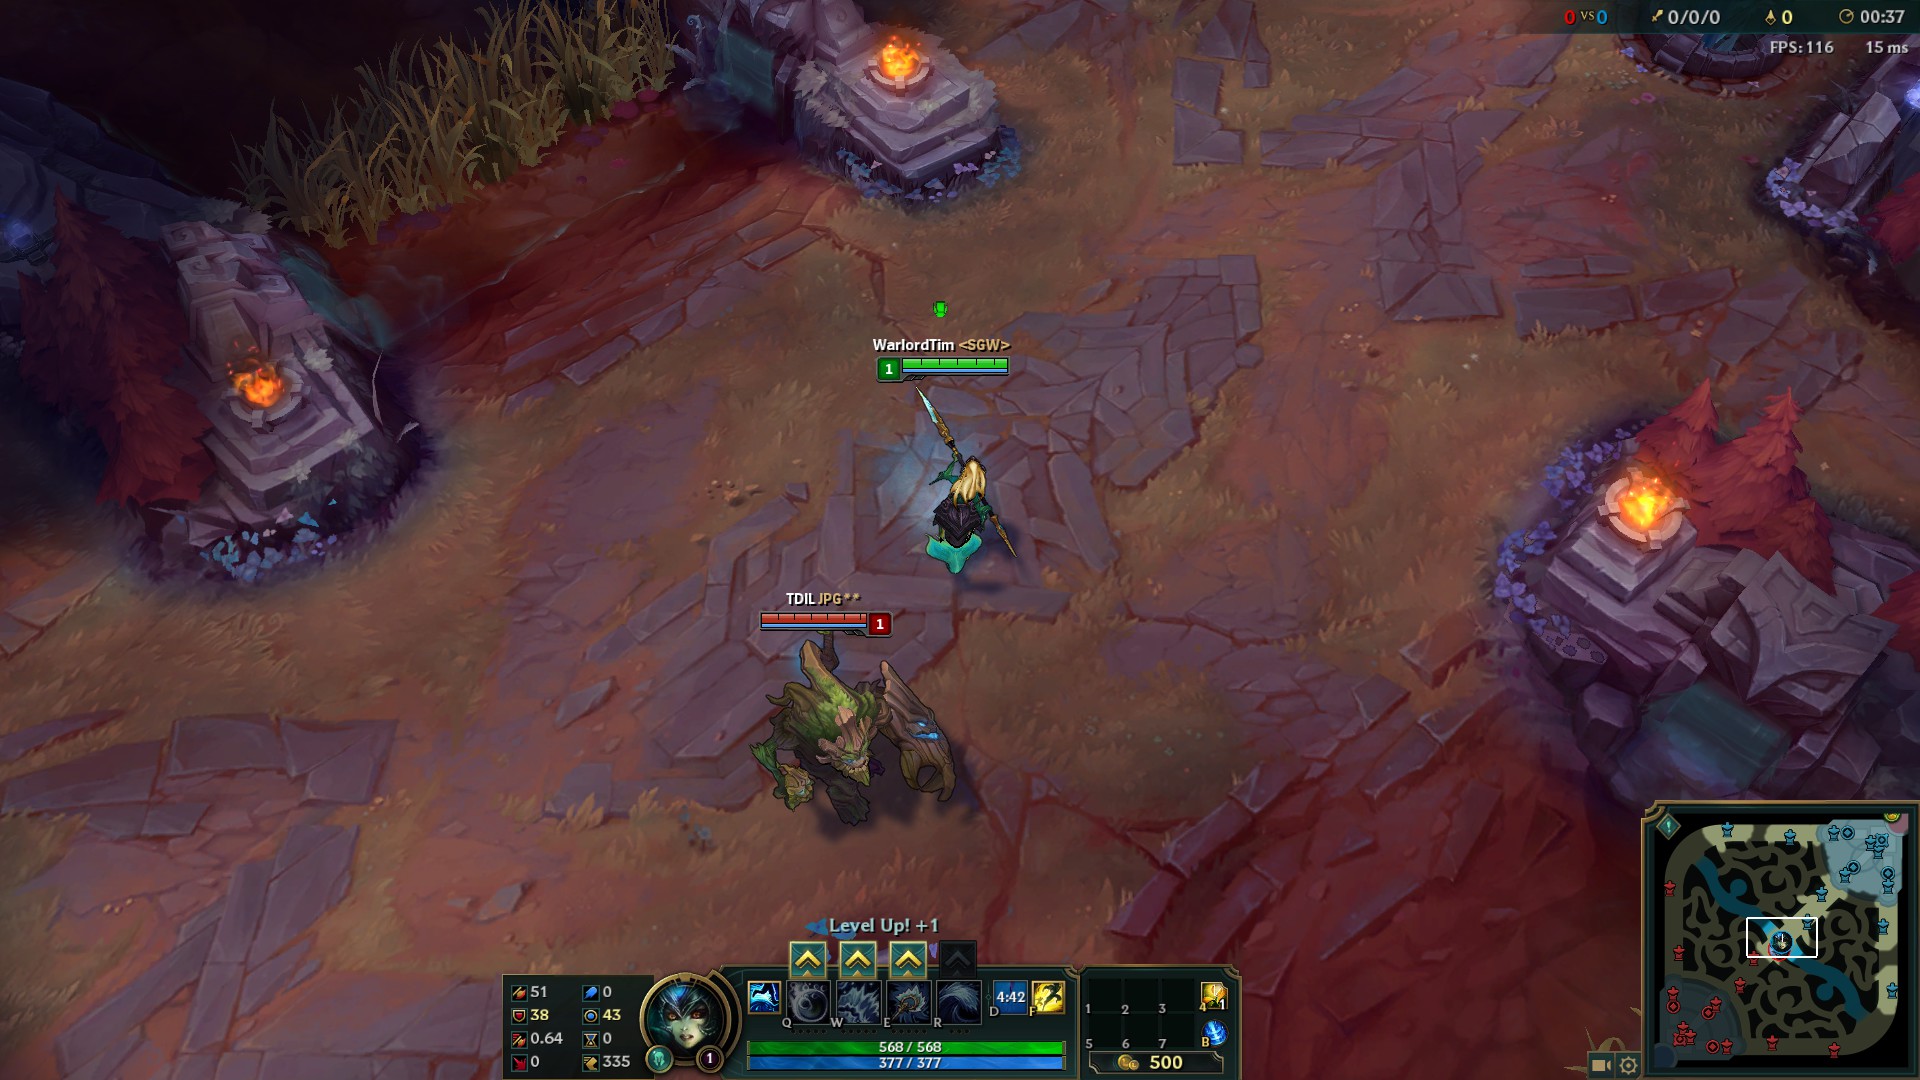 0 VS 0 0/0/0 0 00:37
FPS: 116 15 ms
WarlordTim <SGW>
1
TDIL JPG**
1
Level Up! +1
51 0
38 43
0.64 0
0 335
1
Q W E R
4:42
D F
568 / 568
377 / 377
1 2 3 4 1
5 6 7 B
500